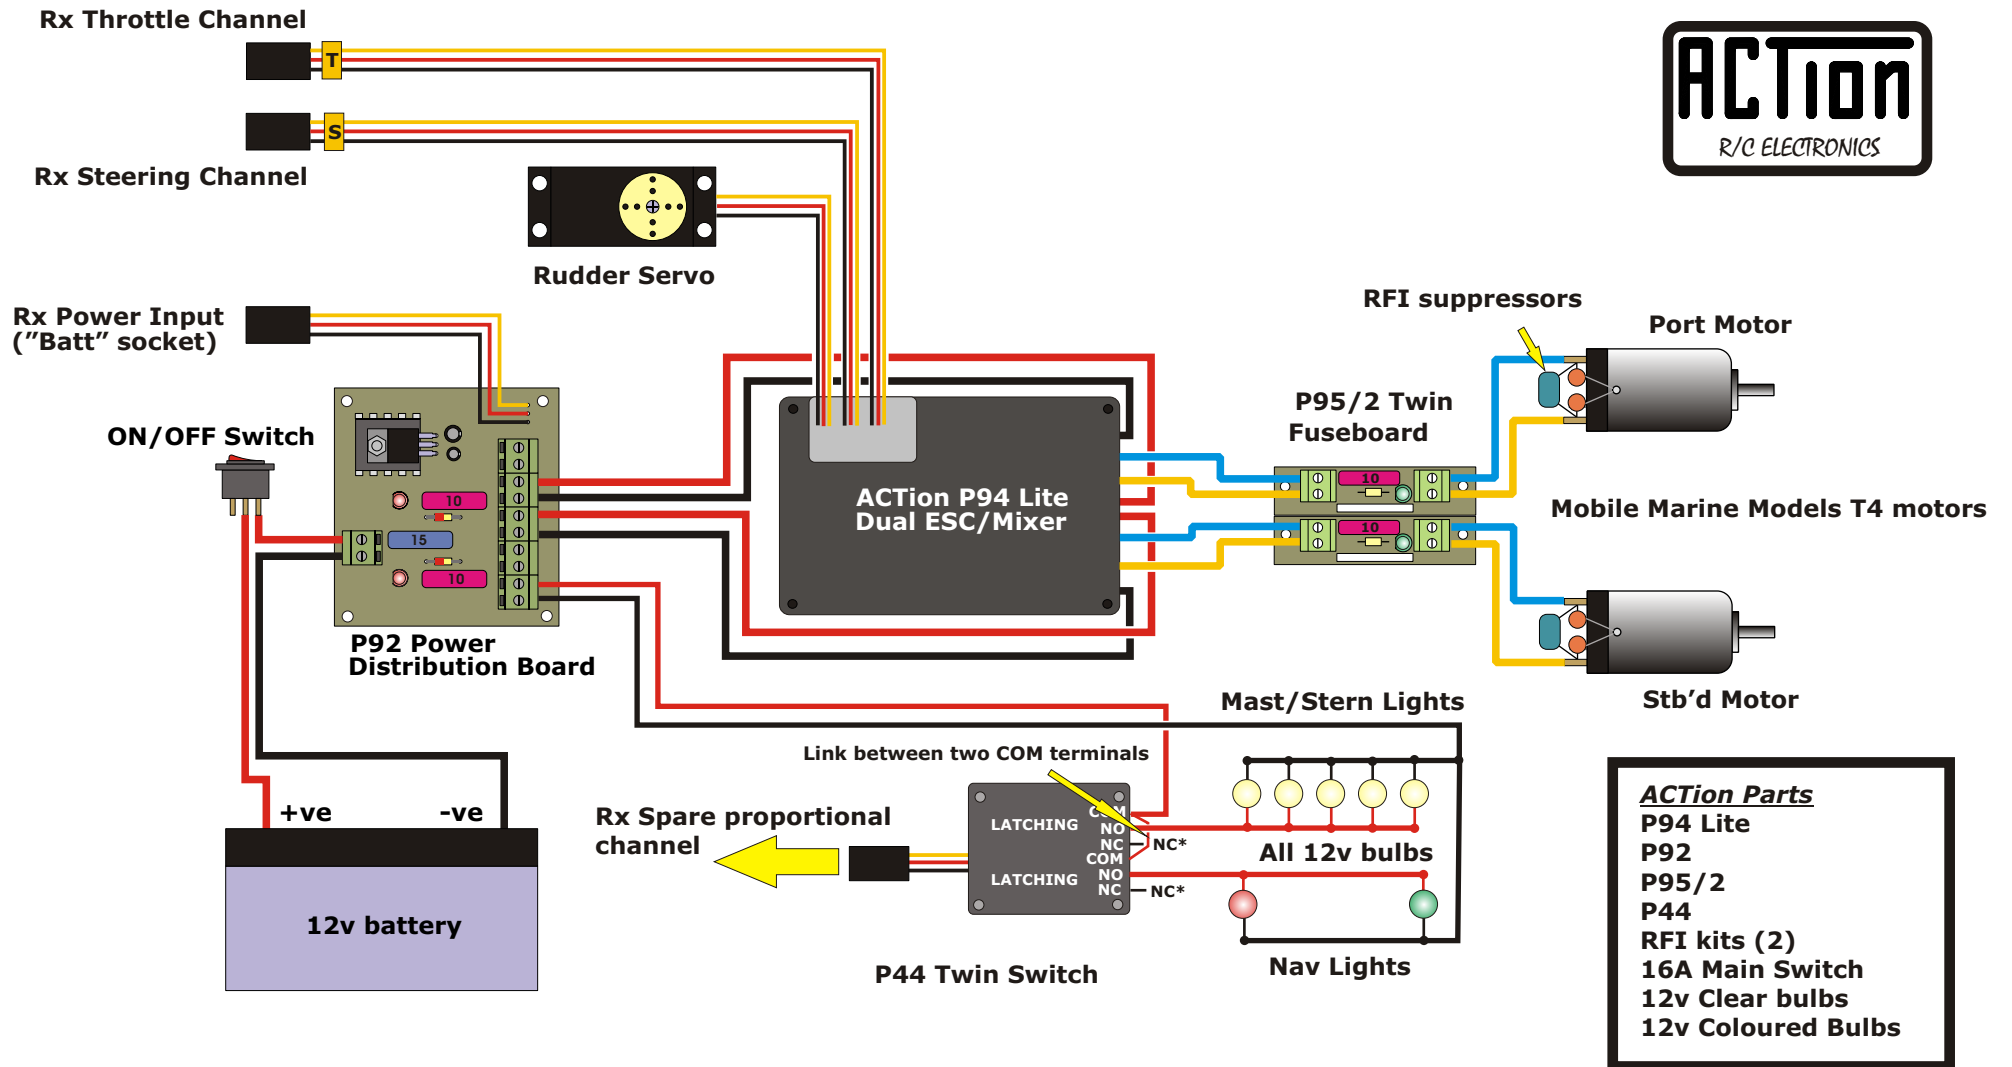 Rx Throttle Channel
T
S
Rx Steering Channel
Rudder Servo
ACTion
R/C ELECTRONICS
Rx Power Input
(”Batt” socket)
ON/OFF Switch
10
15
10
P92 Power
Distribution Board
ACTion P94 Lite
Dual ESC/Mixer
RFI suppressors
Port Motor
P95/2 Twin
Fuseboard
10
10
Mobile Marine Models T4 motors
Stb’d Motor
+ve
-ve
12v battery
Mast/Stern Lights
Link between two COM terminals
Rx Spare proportional
channel
LATCHING
LATCHING
COM
NO
NC
COM
NO
NC
NC*
NC*
All 12v bulbs
Nav Lights
P44 Twin Switch
ACTion Parts
P94 Lite
P92
P95/2
P44
RFI kits (2)
16A Main Switch
12v Clear bulbs
12v Coloured Bulbs